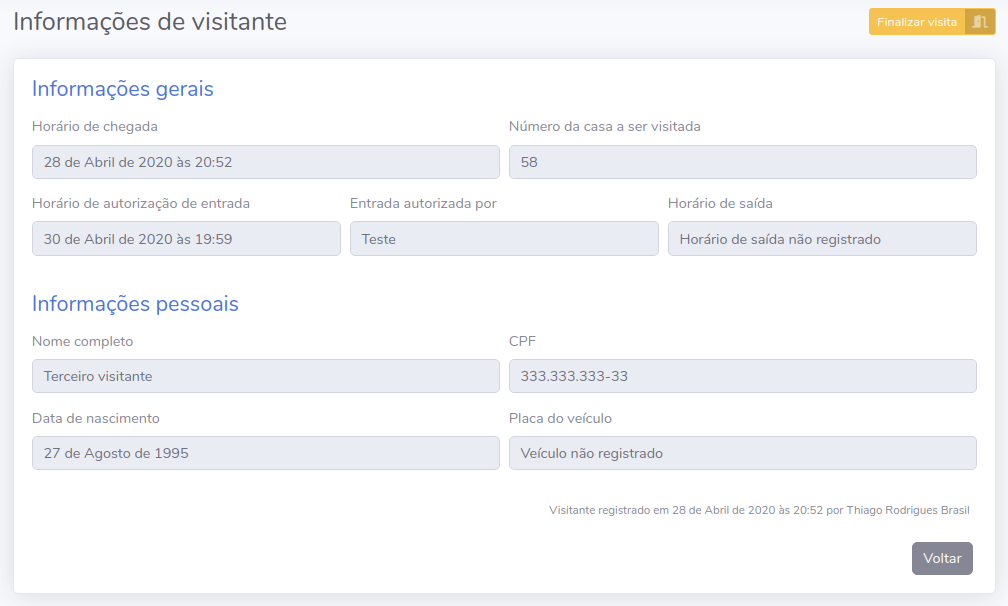 Informações de visitante
Finalizar visita
Informações gerais
Horário de chegada
Número da casa a ser visitada
28 de Abril de 2020 às 20:52
58
Horário de autorização de entrada
Entrada autorizada por
Horário de saída
30 de Abril de 2020 às 19:59
Teste
Horário de saída não registrado
Informações pessoais
Nome completo
CPF
Terceiro visitante
333.333.333-33
Data de nascimento
Placa do veículo
27 de Agosto de 1995
Veículo não registrado
Visitante registrado em 28 de Abril de 2020 às 20:52 por Thiago Rodrigues Brasil
Voltar